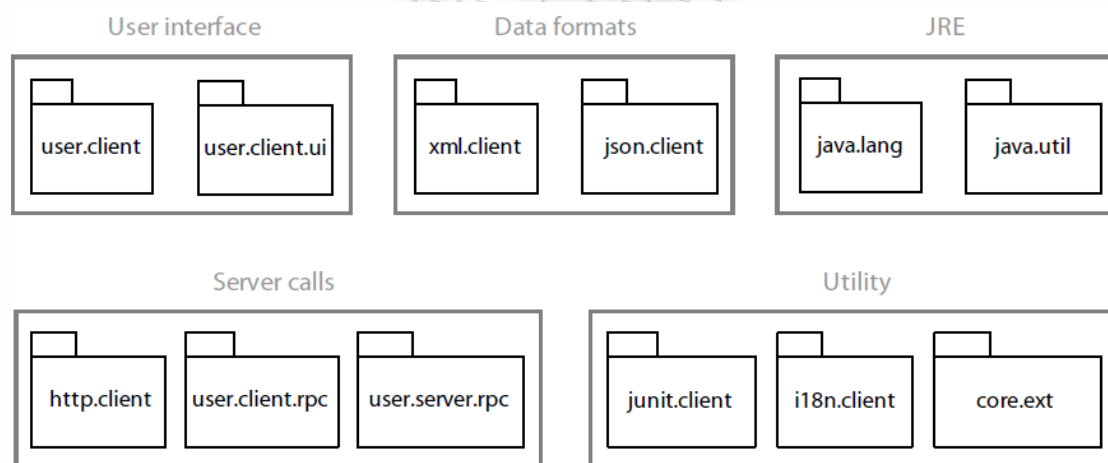 User interface
Data formats
JRE
user.client
user.client.ui
xml.client
json.client
java.lang
java.util
Server calls
Utility
http.client
user.client.rpc
user.server.rpc
junit.client
i18n.client
core.ext